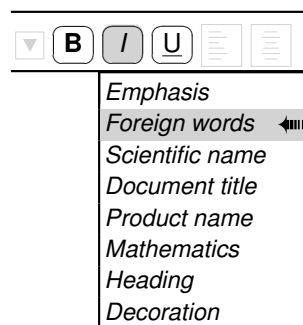 B I U
Emphasis
Foreign words
Scientific name
Document title
Product name
Mathematics
Heading
Decoration